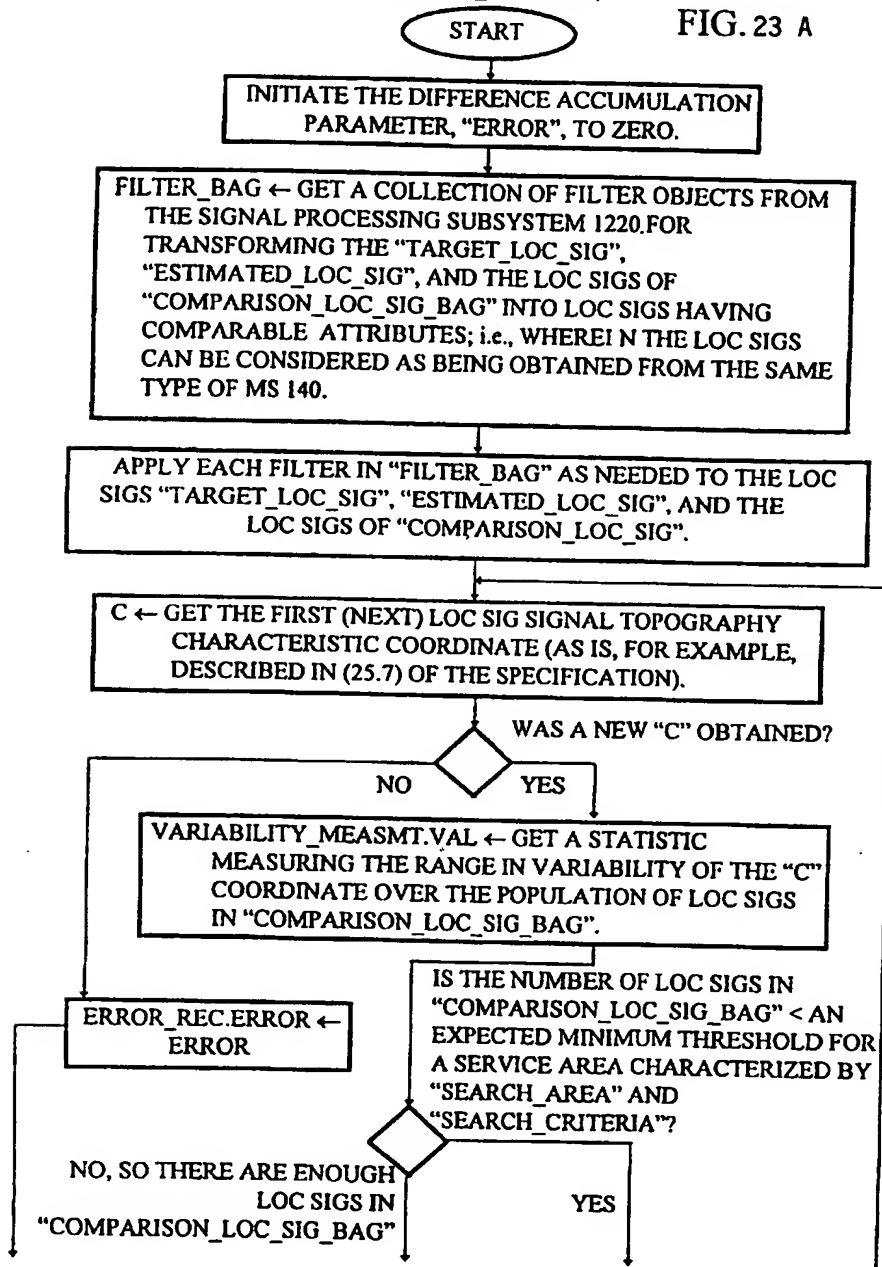 FIG. 23 A
START
INITIATE THE DIFFERENCE ACCUMULATION
PARAMETER, “ERROR”, TO ZERO.
FILTER_BAG ← GET A COLLECTION OF FILTER OBJECTS FROM
THE SIGNAL PROCESSING SUBSYSTEM 1220.FOR
TRANSFORMING THE “TARGET_LOC_SIG”,
“ESTIMATED_LOC_SIG”, AND THE LOC SIGS OF
“COMPARISON_LOC_SIG_BAG” INTO LOC SIGS HAVING
COMPARABLE ATTRIBUTES; i.e., WHEREI N THE LOC SIGS
CAN BE CONSIDERED AS BEING OBTAINED FROM THE SAME
TYPE OF MS 140.
APPLY EACH FILTER IN “FILTER_BAG” AS NEEDED TO THE LOC
SIGS “TARGET_LOC_SIG”, “ESTIMATED_LOC_SIG”, AND THE
LOC SIGS OF “COMPARISON_LOC_SIG”.
C ← GET THE FIRST (NEXT) LOC SIG SIGNAL TOPOGRAPHY
CHARACTERISTIC COORDINATE (AS IS, FOR EXAMPLE,
DESCRIBED IN (25.7) OF THE SPECIFICATION).
WAS A NEW “C” OBTAINED?
NO
YES
VARIABILITY_MEASMT.VAL ← GET A STATISTIC
MEASURING THE RANGE IN VARIABILITY OF THE “C”
COORDINATE OVER THE POPULATION OF LOC SIGS
IN “COMPARISON_LOC_SIG_BAG”.
ERROR_REC.ERROR ←
ERROR
IS THE NUMBER OF LOC SIGS IN
“COMPARISON_LOC_SIG_BAG” < AN
EXPECTED MINIMUM THRESHOLD FOR
A SERVICE AREA CHARACTERIZED BY
“SEARCH_AREA” AND
“SEARCH_CRITERIA”?
NO, SO THERE ARE ENOUGH
LOC SIGS IN
“COMPARISON_LOC_SIG_BAG”
YES